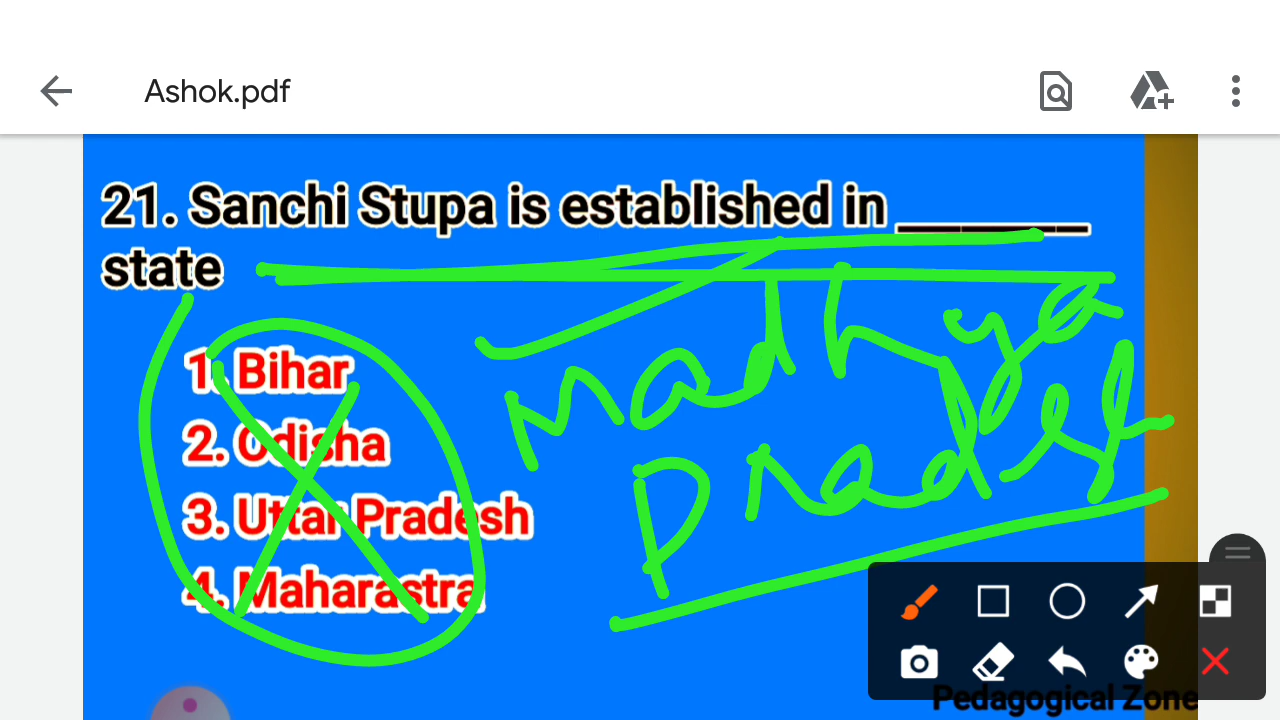 Ashok.pdf
21. Sanchi Stupa is established in ________
state
1. Bihar
2. Odisha
3. Uttar Pradesh
4. Maharastra
Madhya
Pradesh
Pedagogical Zone